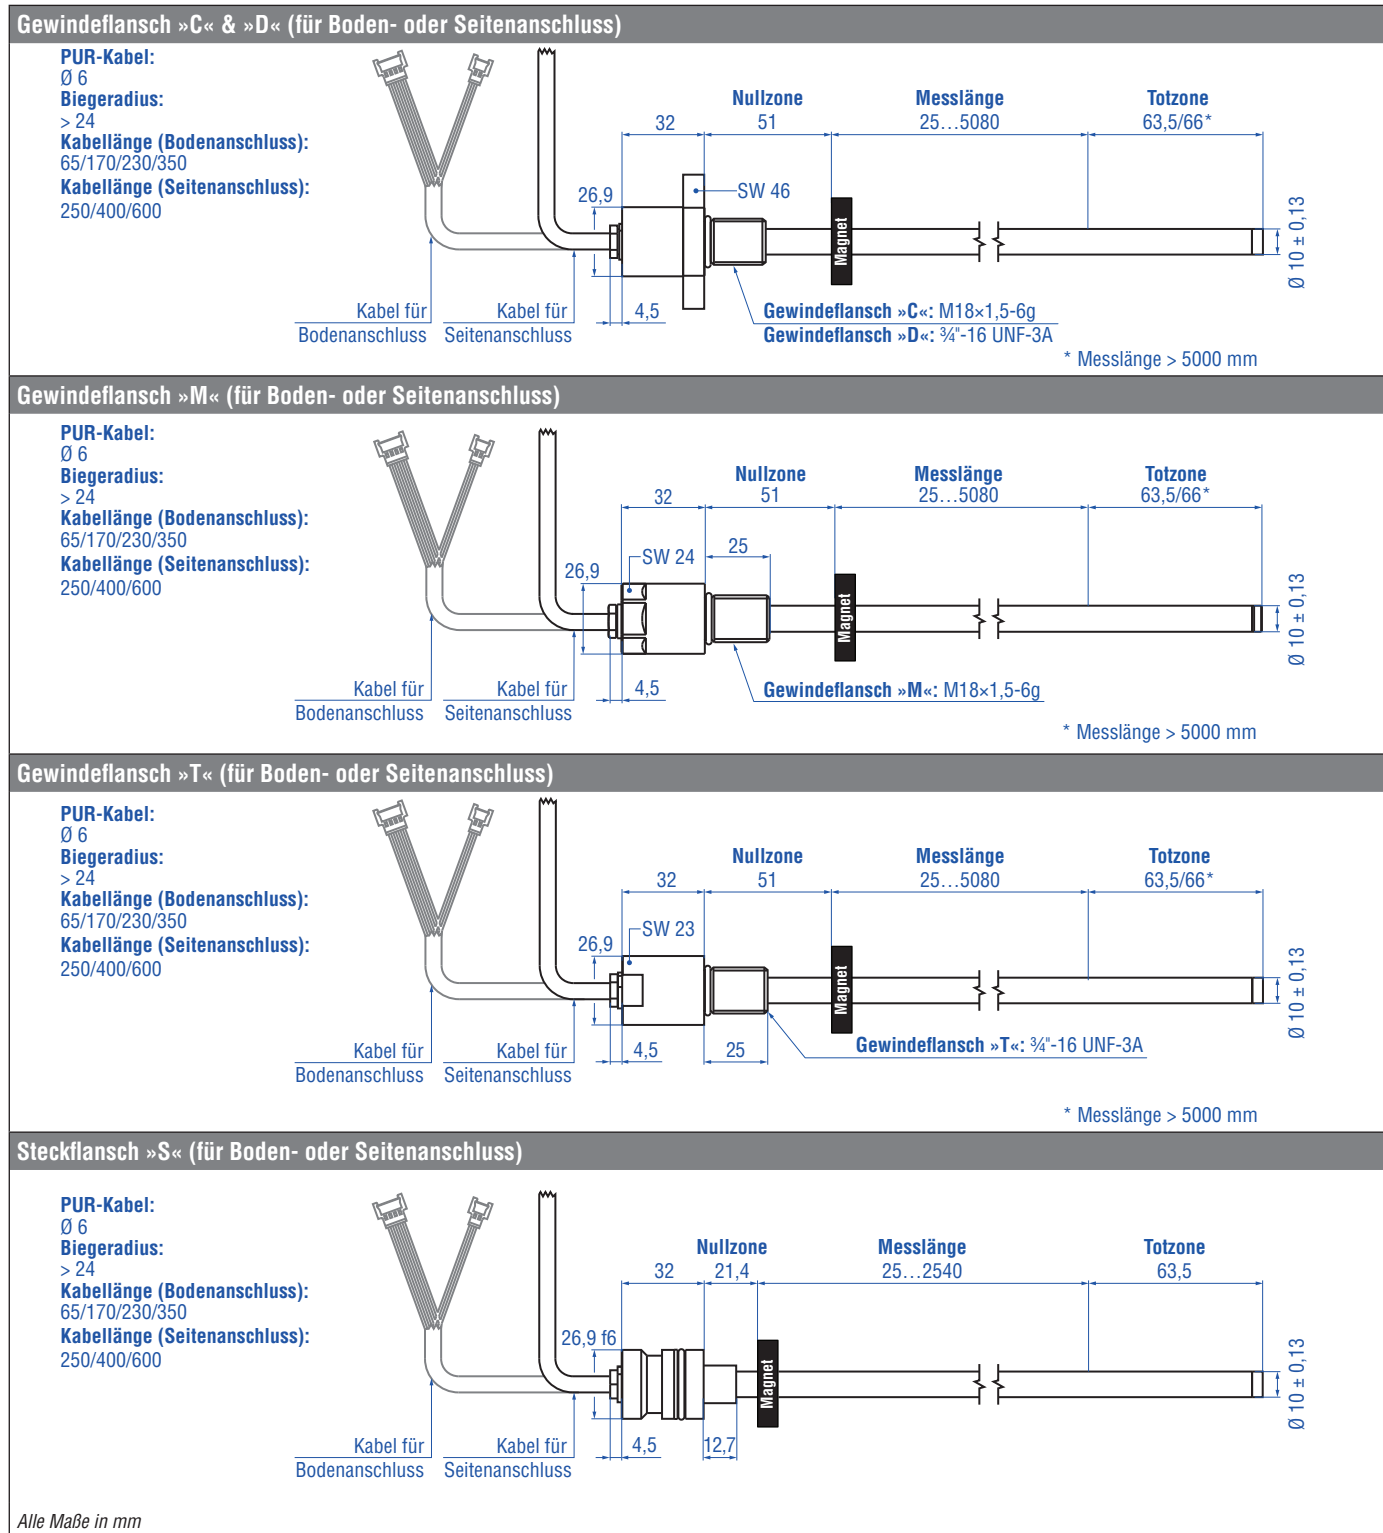 Gewindeflansch »C« & »D« (für Boden- oder Seitenanschluss)
PUR-Kabel:
Ø 6
Biegeradius:
> 24
Kabellänge (Bodenanschluss):
65/170/230/350
Kabellänge (Seitenanschluss):
250/400/600
Nullzone
Messlänge
Totzone
32
51
25…5080
63,5/66*
26,9
SW 46
Magnet
Ø 10 ± 0,13
Kabel für
Bodenanschluss
Kabel für
Seitenanschluss
4,5
Gewindeflansch »C«: M18×1,5-6g
Gewindeflansch »D«: ¾"-16 UNF-3A
* Messlänge > 5000 mm
Gewindeflansch »M« (für Boden- oder Seitenanschluss)
PUR-Kabel:
Ø 6
Biegeradius:
> 24
Kabellänge (Bodenanschluss):
65/170/230/350
Kabellänge (Seitenanschluss):
250/400/600
Nullzone
Messlänge
Totzone
32
51
25…5080
63,5/66*
25
SW 24
26,9
Magnet
Ø 10 ± 0,13
Kabel für
Bodenanschluss
Kabel für
Seitenanschluss
4,5
Gewindeflansch »M«: M18×1,5-6g
* Messlänge > 5000 mm
Gewindeflansch »T« (für Boden- oder Seitenanschluss)
PUR-Kabel:
Ø 6
Biegeradius:
> 24
Kabellänge (Bodenanschluss):
65/170/230/350
Kabellänge (Seitenanschluss):
250/400/600
Nullzone
Messlänge
Totzone
32
51
25…5080
63,5/66*
SW 23
26,9
Magnet
Ø 10 ± 0,13
Kabel für
Bodenanschluss
Kabel für
Seitenanschluss
4,5
25
Gewindeflansch »T«: ¾"-16 UNF-3A
* Messlänge > 5000 mm
Steckflansch »S« (für Boden- oder Seitenanschluss)
PUR-Kabel:
Ø 6
Biegeradius:
> 24
Kabellänge (Bodenanschluss):
65/170/230/350
Kabellänge (Seitenanschluss):
250/400/600
Nullzone
Messlänge
Totzone
32
21,4
25…2540
63,5
26,9 f6
Magnet
Ø 10 ± 0,13
Kabel für
Bodenanschluss
Kabel für
Seitenanschluss
4,5
12,7
Alle Maße in mm